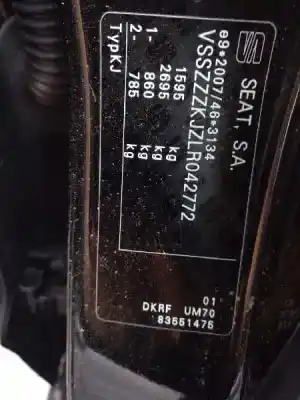 SEAT, S.A.
e9*2007/46*3134
VSSZZZKJZLR042772
1595 kg
2695 kg
1- 860 kg
2- 785 kg
TypKJ
01
DKRF UM70
83551475